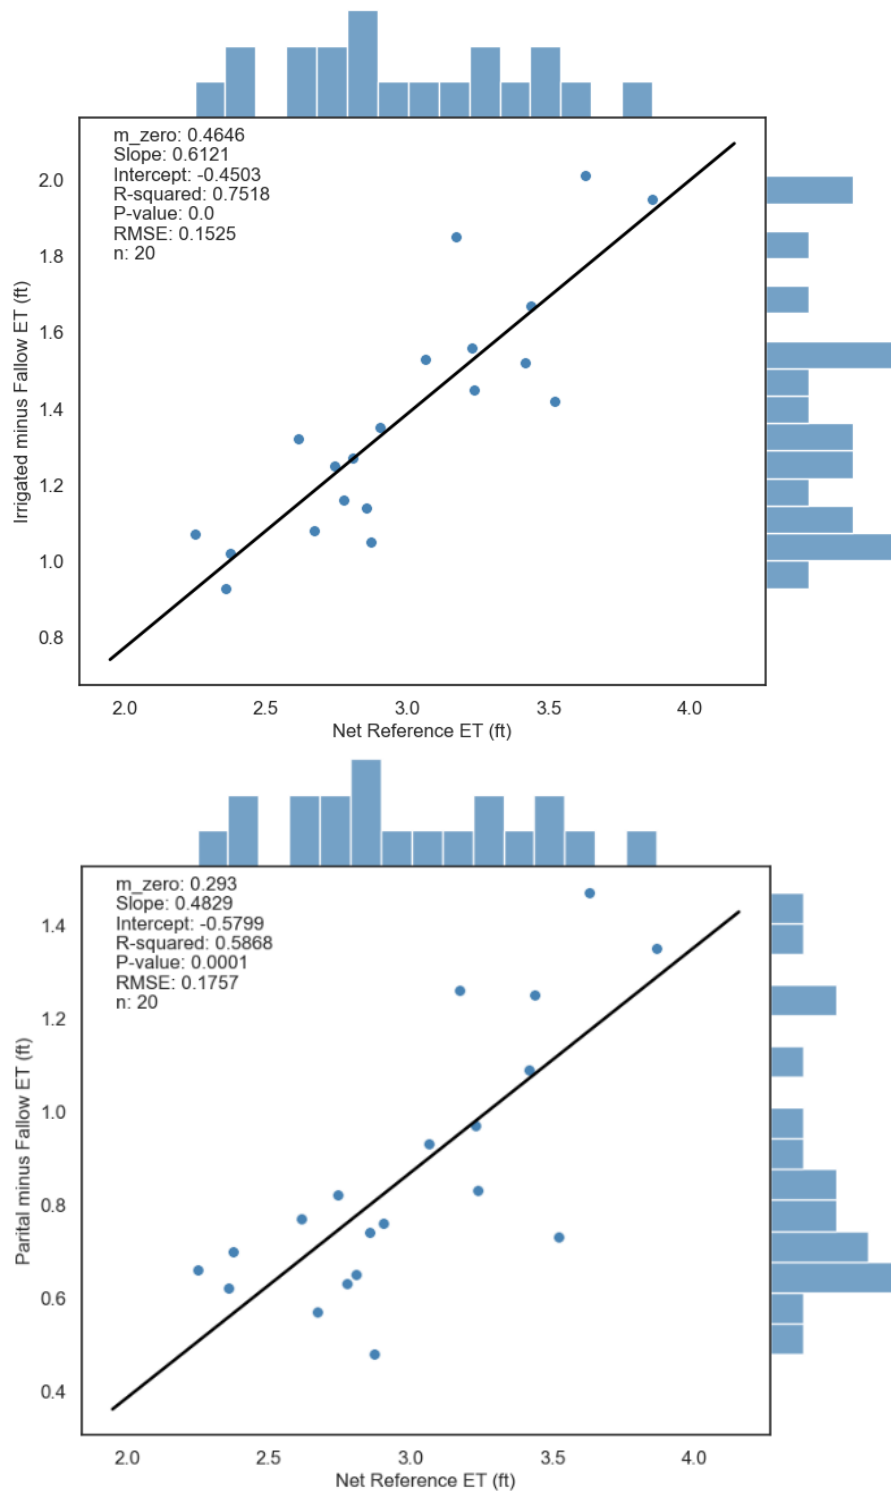 m_zero: 0.4646
Slope: 0.6121
Intercept: -0.4503
R-squared: 0.7518
P-value: 0.0
RMSE: 0.1525
n: 20
Irrigated minus Fallow ET (ft)
2.0
1.8
1.6
1.4
1.2
1.0
0.8
2.0 2.5 3.0 3.5 4.0
Net Reference ET (ft)
m_zero: 0.293
Slope: 0.4829
Intercept: -0.5799
R-squared: 0.5868
P-value: 0.0001
RMSE: 0.1757
n: 20
Parital minus Fallow ET (ft)
1.4
1.2
1.0
0.8
0.6
0.4
2.0 2.5 3.0 3.5 4.0
Net Reference ET (ft)